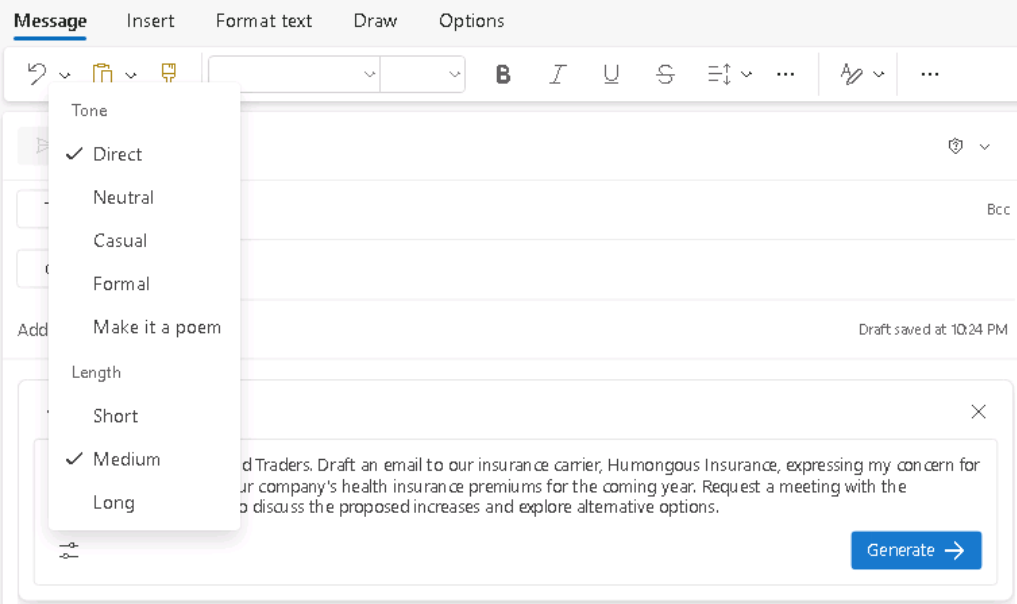 Message Insert Format text Draw Options
B I U S
Tone
Direct
Neutral
Bcc
Casual
Formal
Make it a poem
Add
Draft saved at 10:24 PM
Length
Short
Medium
Long
d Traders. Draft an email to our insurance carrier, Humongous Insurance, expressing my concern for
ur company's health insurance premiums for the coming year. Request a meeting with the
o discuss the proposed increases and explore alternative options.
Generate